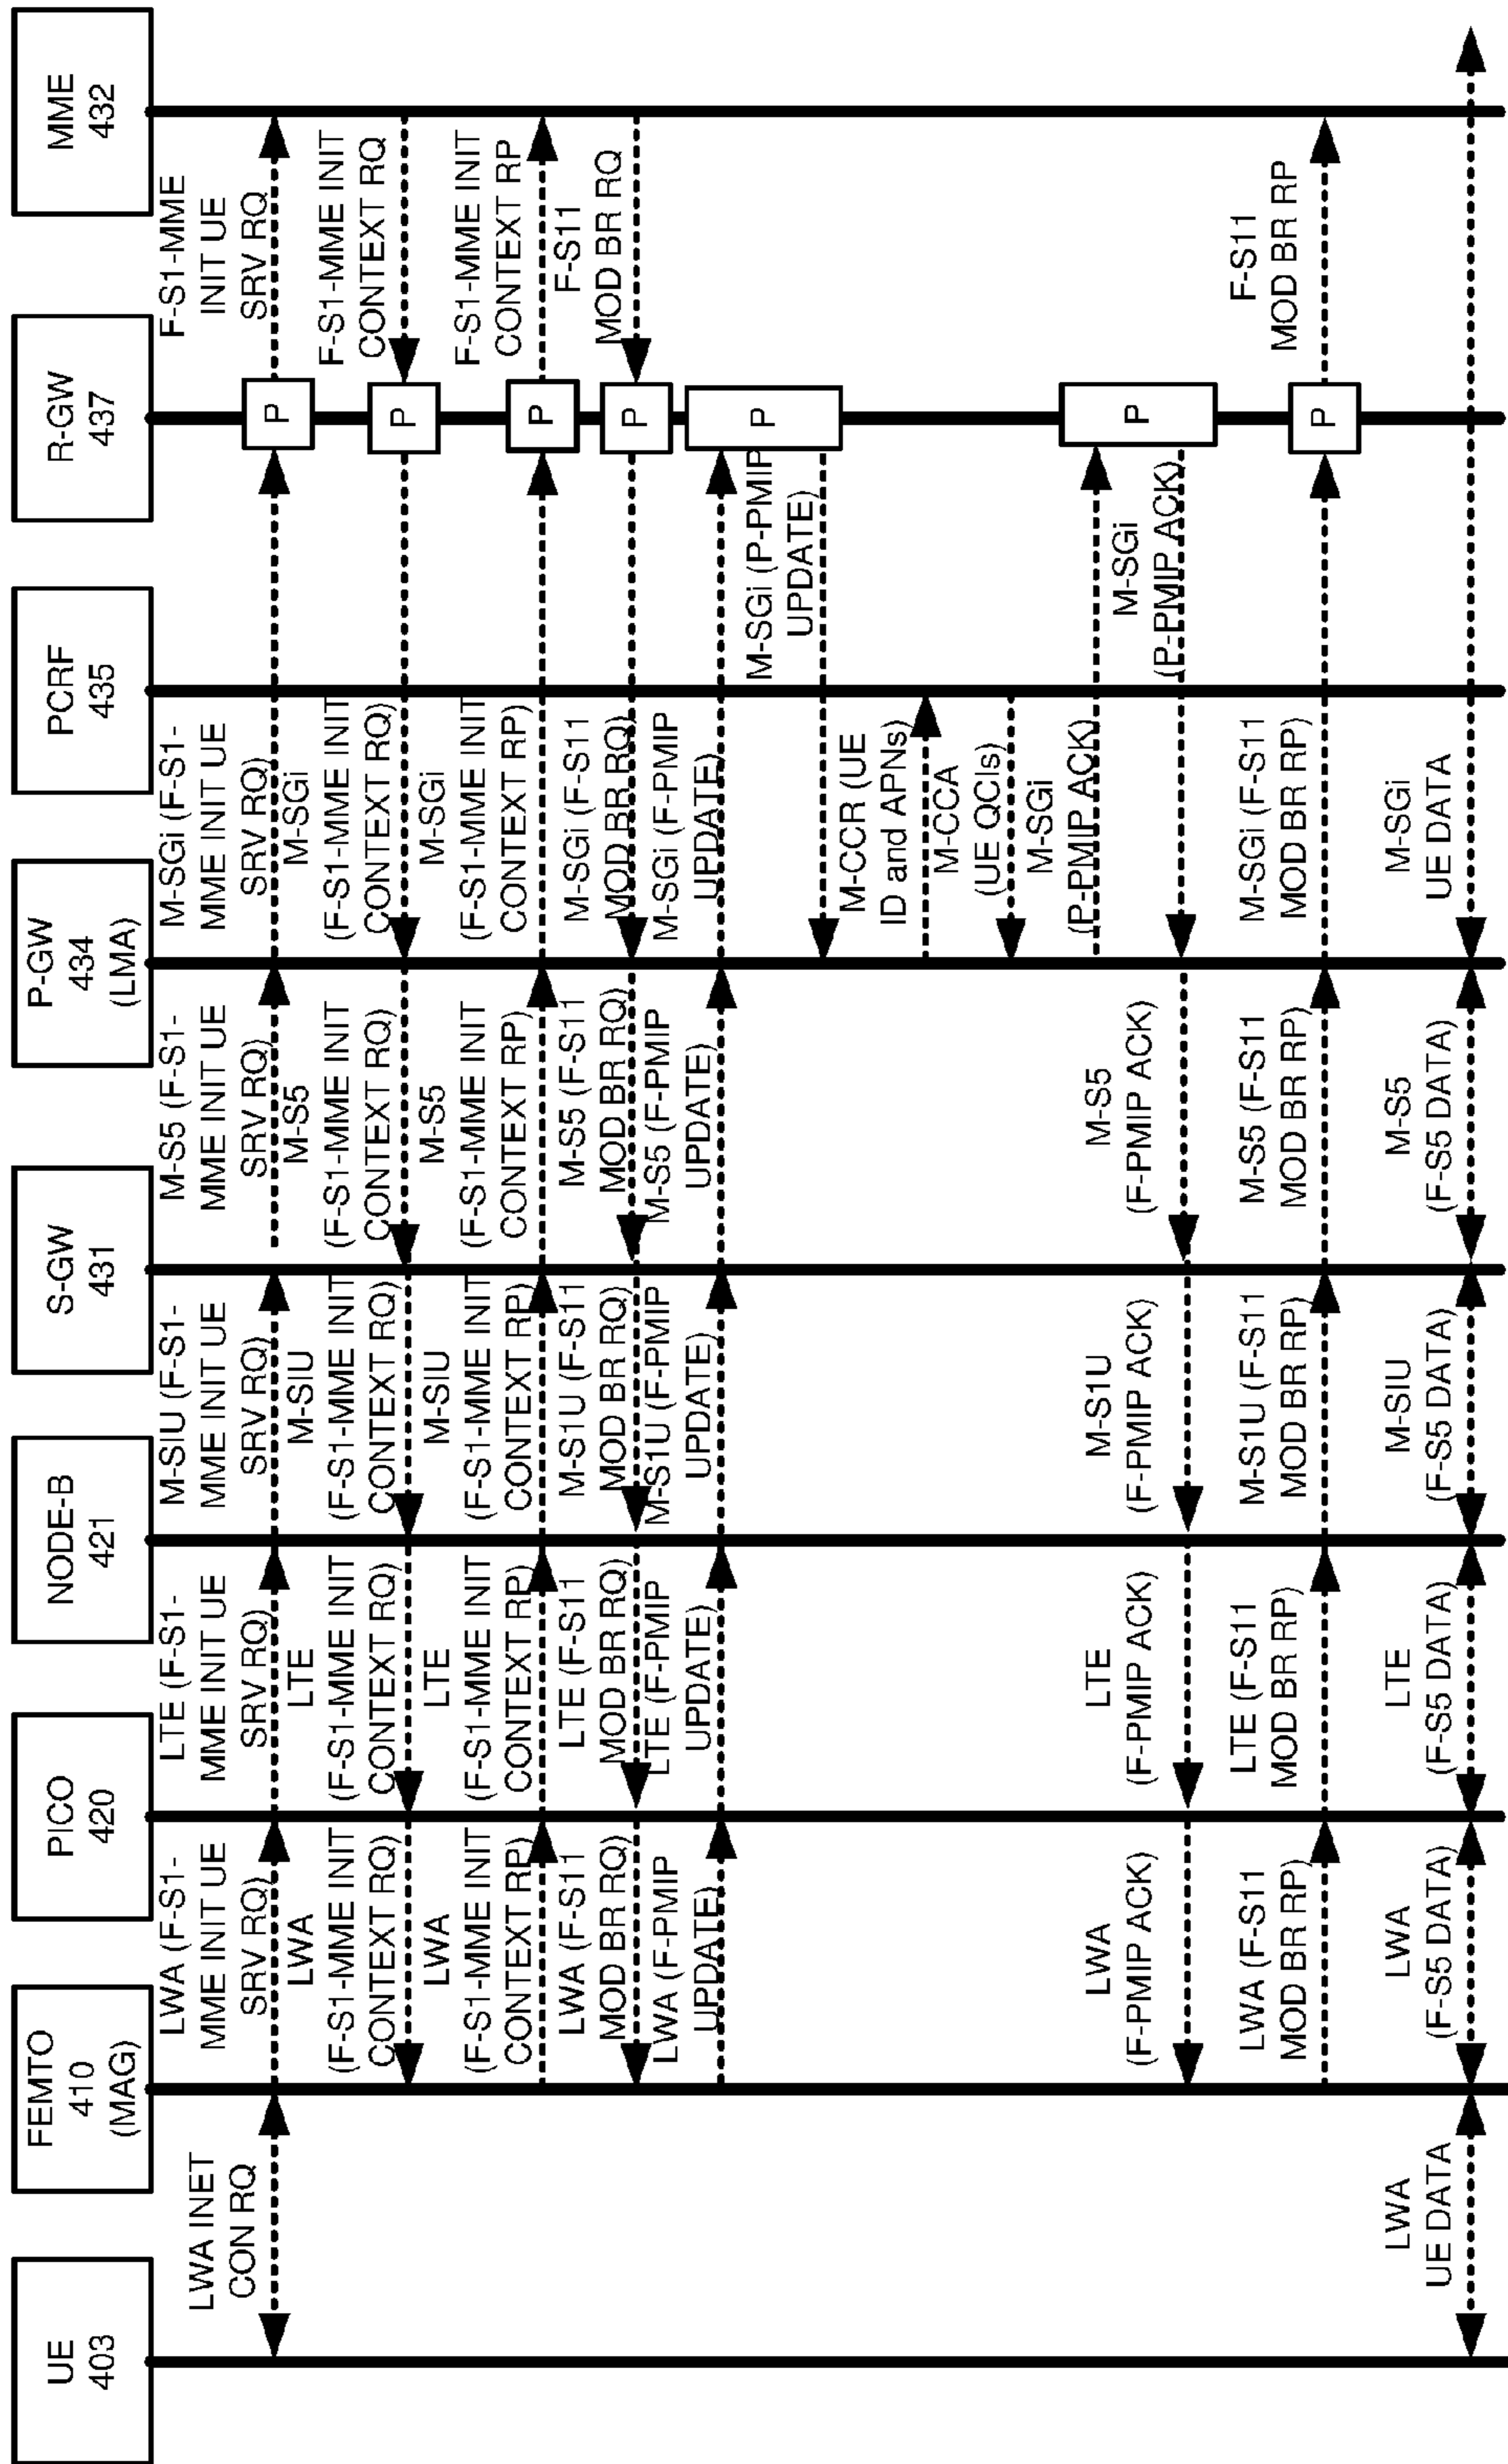 UE
403
FEMTO
410
(MAG)
PICO
420
NODE-B
421
S-GW
431
P-GW
434
(LMA)
PCRF
435
R-GW
437
MME
432
LWA INET
CON RQ
LWA (F-S1-
MME INIT UE
SRV RQ)
LTE (F-S1-
MME INIT UE
SRV RQ)
M-SIU (F-S1-
MME INIT UE
SRV RQ)
M-S5 (F-S1-
MME INIT UE
SRV RQ)
M-SGi (F-S1-
MME INIT UE
SRV RQ)
P
F-S1-MME
INIT UE
SRV RQ
LWA
(F-S1-MME INIT
CONTEXT RQ)
LTE
(F-S1-MME INIT
CONTEXT RQ)
M-SIU
(F-S1-MME INIT
CONTEXT RQ)
M-S5
(F-S1-MME INIT
CONTEXT RQ)
M-SGi
(F-S1-MME INIT
CONTEXT RQ)
P
F-S1-MME INIT
CONTEXT RQ
LWA
(F-S1-MME INIT
CONTEXT RP)
LTE
(F-S1-MME INIT
CONTEXT RP)
M-SIU
(F-S1-MME INIT
CONTEXT RP)
M-S5
(F-S1-MME INIT
CONTEXT RP)
M-SGi
(F-S1-MME INIT
CONTEXT RP)
P
F-S1-MME INIT
CONTEXT RP
LWA (F-S11
MOD BR RQ)
LTE (F-S11
MOD BR RQ)
M-S1U (F-S11
MOD BR RQ)
M-S5 (F-S11
MOD BR RQ)
M-SGi (F-S11
MOD BR RQ)
P
F-S11
MOD BR RQ
LWA (F-PMIP
UPDATE)
LTE (F-PMIP
UPDATE)
M-S1U (F-PMIP
UPDATE)
M-S5 (F-PMIP
UPDATE)
M-SGi (F-PMIP
UPDATE)
P
M-SGi (P-PMIP
UPDATE)
M-CCR (UE
ID and APNs)
M-CCA
(UE QCIs)
M-SGi
(P-PMIP ACK)
P
LWA
(F-PMIP ACK)
LTE
(F-PMIP ACK)
M-S1U
(F-PMIP ACK)
M-S5
(F-PMIP ACK)
M-SGi
(P-PMIP ACK)
LWA (F-S11
MOD BR RP)
LTE (F-S11
MOD BR RP)
M-S1U (F-S11
MOD BR RP)
M-S5 (F-S11
MOD BR RP)
M-SGi (F-S11
MOD BR RP)
P
F-S11
MOD BR RP
LWA
UE DATA
LWA
(F-S5 DATA)
LTE
(F-S5 DATA)
M-SIU
(F-S5 DATA)
M-S5
(F-S5 DATA)
M-SGi
UE DATA